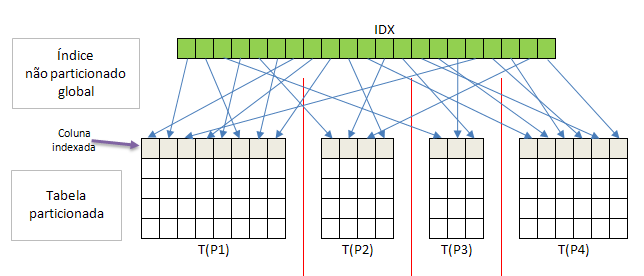 IDX
Índice
não particionado
global
Coluna
indexada
Tabela
particionada
T(P1)
T(P2)
T(P3)
T(P4)